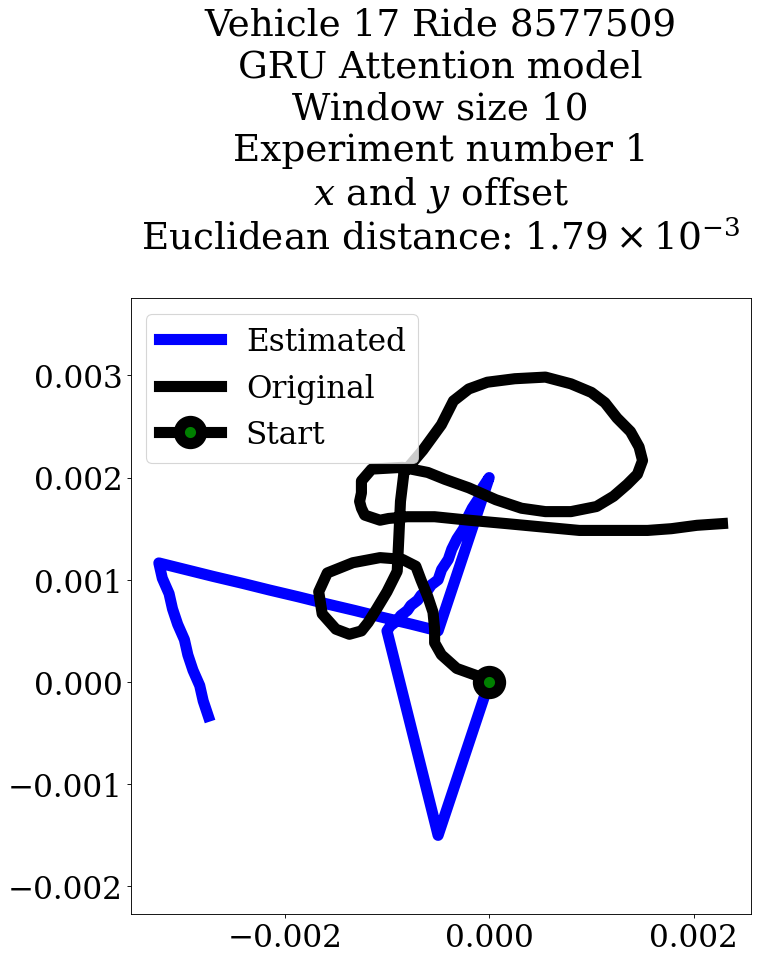 Vehicle 17 Ride 8577509
GRU Attention model
Window size 10
Experiment number 1
x and y offset
Euclidean distance: 1.79 × 10⁻³
Estimated
Original
Start
0.003
0.002
0.001
0.000
−0.001
−0.002
−0.002 0.000 0.002